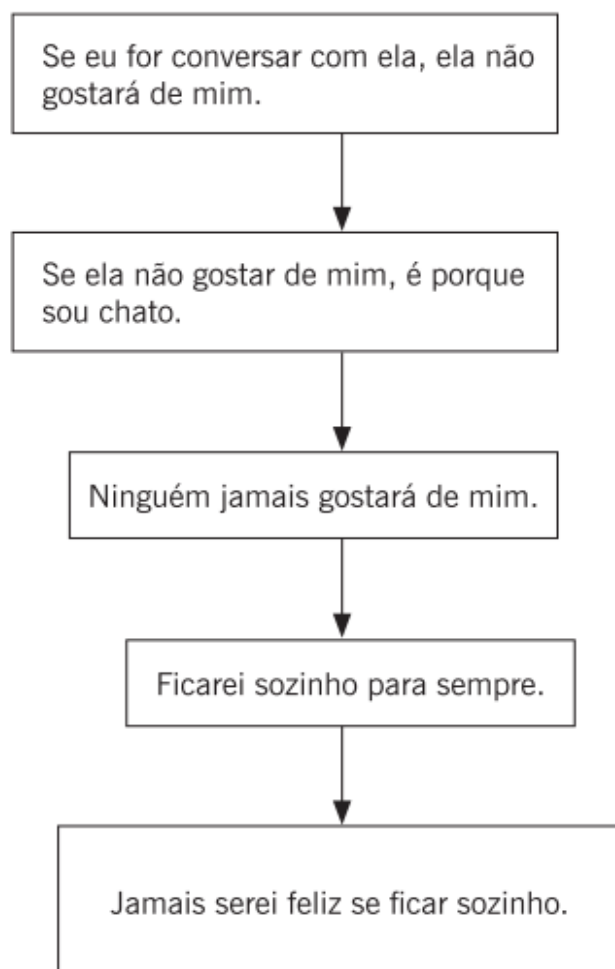 Se eu for conversar com ela, ela não
gostará de mim.
Se ela não gostar de mim, é porque
sou chato.
Ninguém jamais gostará de mim.
Ficarei sozinho para sempre.
Jamais serei feliz se ficar sozinho.